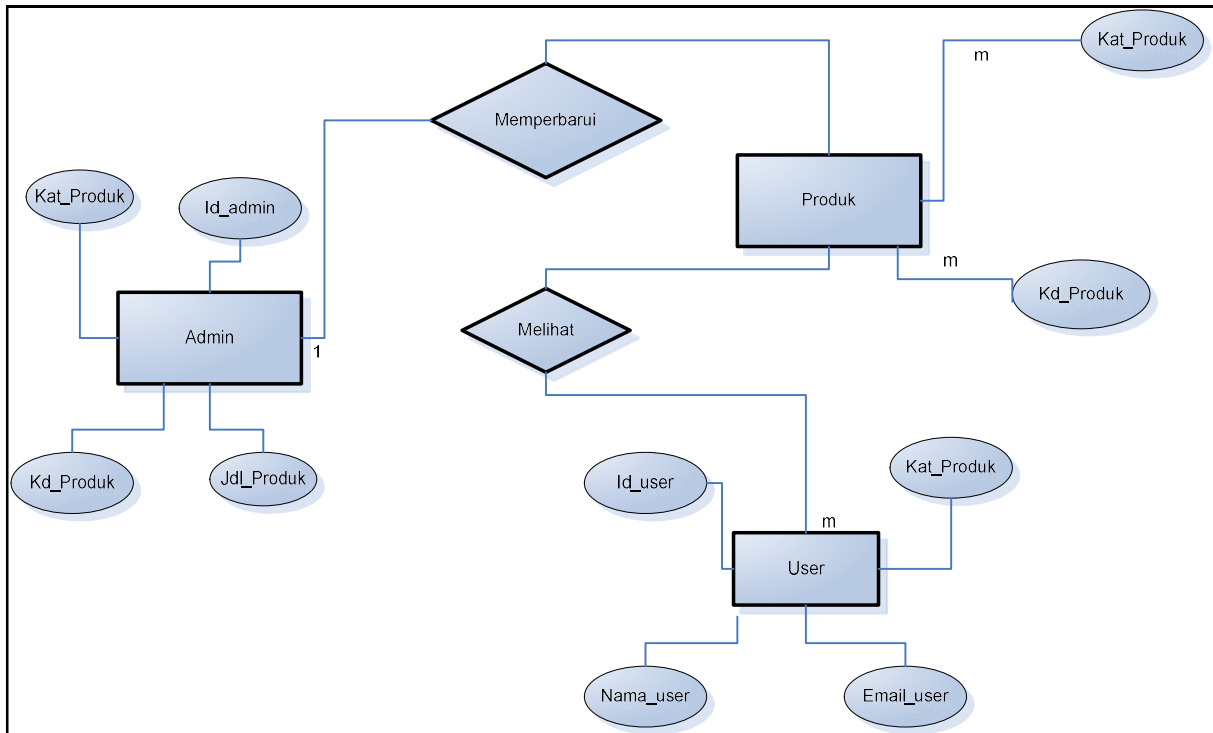 Kat_Produk
m
Memperbarui
Produk
Kat_Produk
Id_admin
m
Kd_Produk
Melihat
Admin
1
Kd_Produk
Jdl_Produk
Id_user
Kat_Produk
m
User
Nama_user
Email_user